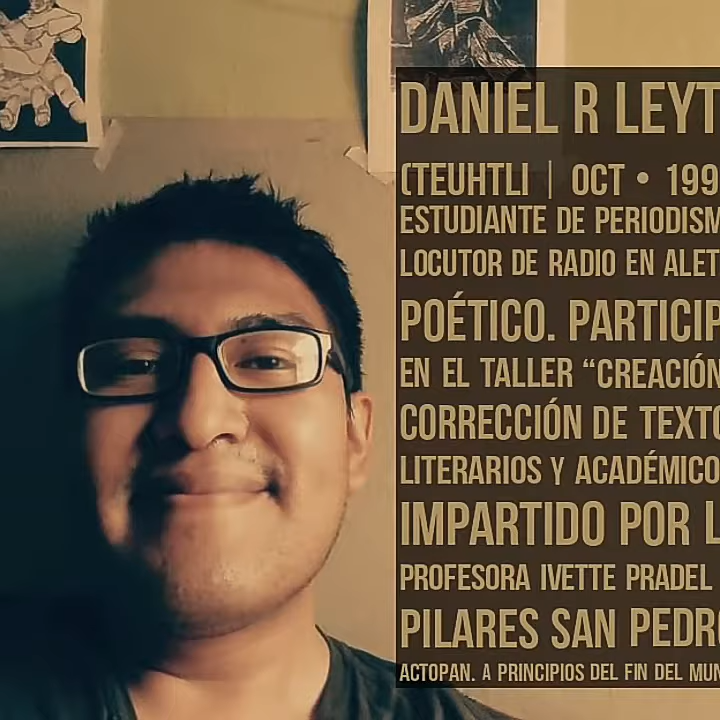 DANIEL R LEYT
(TEUHTLI | OCT • 199
ESTUDIANTE DE PERIODISM
LOCUTOR DE RADIO EN ALET
POÉTICO. PARTICIP
EN EL TALLER “CREACIÓN
CORRECCIÓN DE TEXTO
LITERARIOS Y ACADÉMICO
IMPARTIDO POR L
PROFESORA IVETTE PRADEL
PILARES SAN PEDRO
ACTOPAN. A PRINCIPIOS DEL FIN DEL MUN